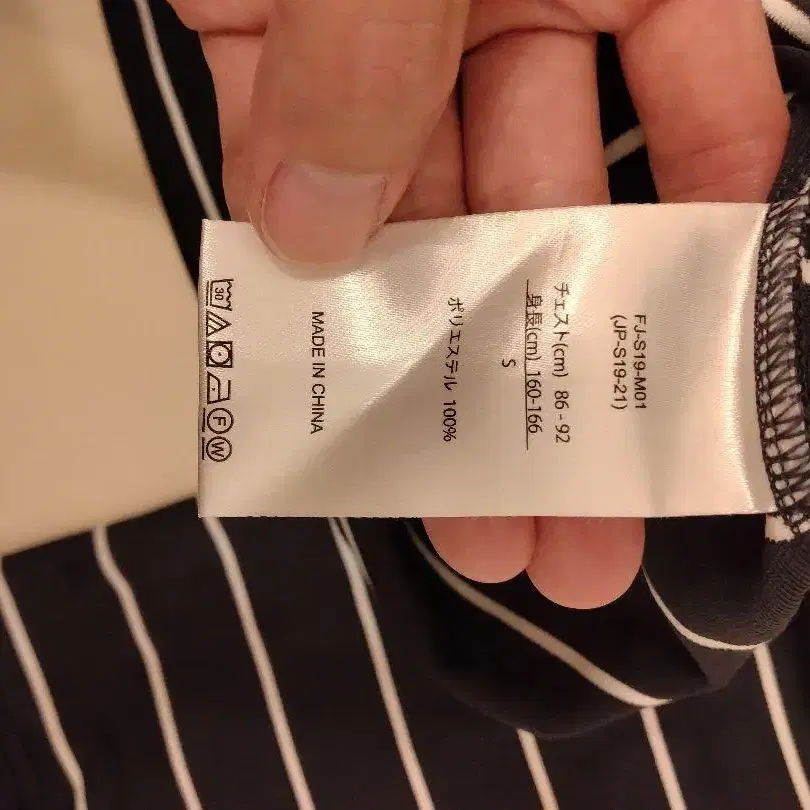 FJ-S19-M01
(JP-S19-21)
チェスト(cm) 86 - 92
身長(cm) 160-166
S
ポリエステル 100%
MADE IN CHINA
30 F W